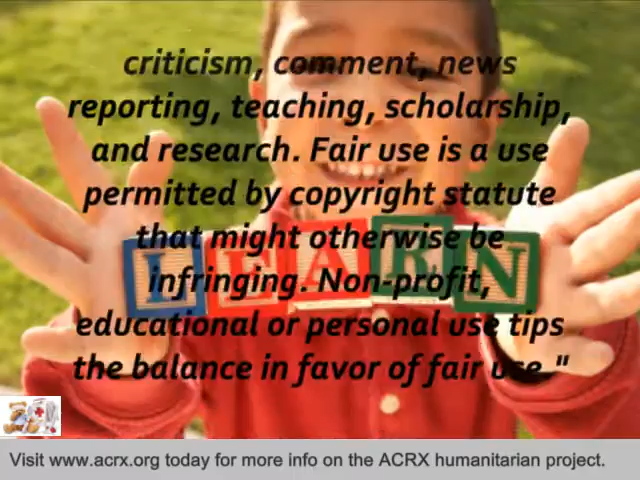 criticism, comment, news
reporting, teaching, scholarship,
and research. Fair use is a use
permitted by copyright statute
that might otherwise be
infringing. Non-profit,
educational or personal use tips
the balance in favor of fair use."
LEARN
Visit www.acrx.org today for more info on the ACRX humanitarian project.